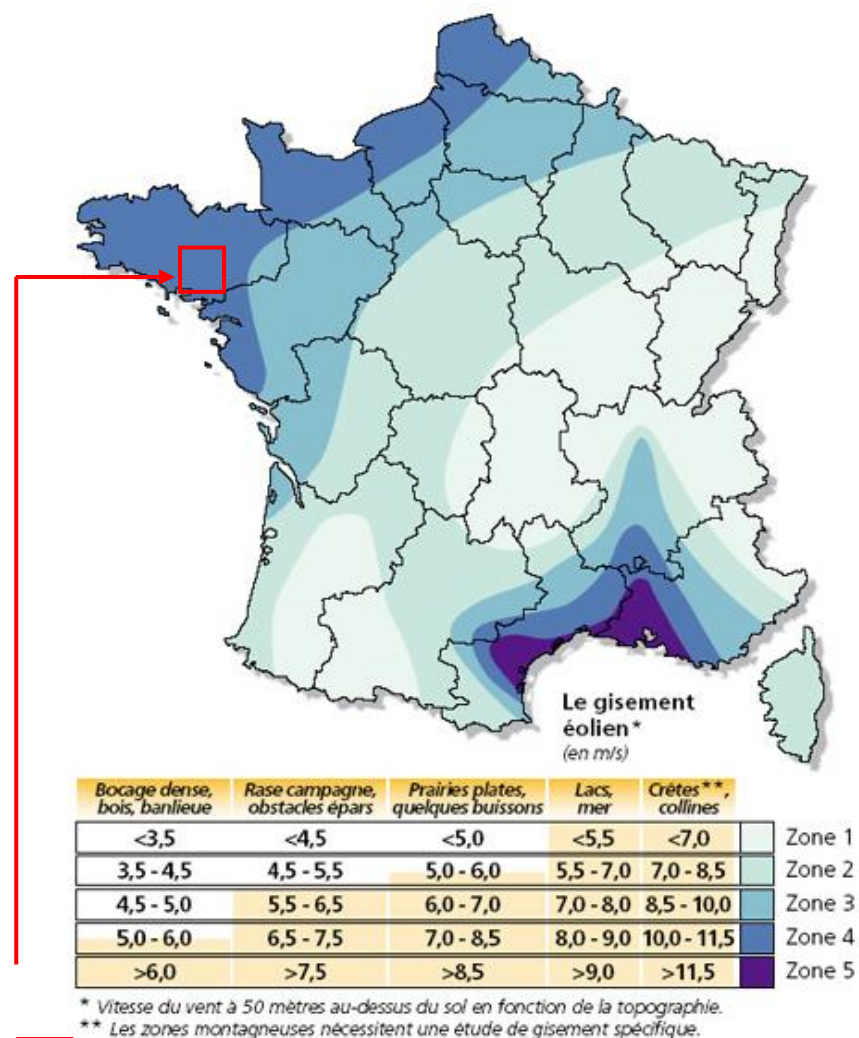 Le gisement
éolien*
(en m/s)
Bocage dense, bois, banlieue Rase campagne, obstacles épars Prairies plates, quelques buissons Lacs, mer Crêtes**, collines
<3,5 <4,5 <5,0 <5,5 <7,0 Zone 1
3,5 - 4,5 4,5 - 5,5 5,0 - 6,0 5,5 - 7,0 7,0 - 8,5 Zone 2
4,5 - 5,0 5,5 - 6,5 6,0 - 7,0 7,0 - 8,0 8,5 - 10,0 Zone 3
5,0 - 6,0 6,5 - 7,5 7,0 - 8,5 8,0 - 9,0 10,0 - 11,5 Zone 4
>6,0 >7,5 >8,5 >9,0 >11,5 Zone 5
* Vitesse du vent à 50 mètres au-dessus du sol en fonction de la topographie.
** Les zones montagneuses nécessitent une étude de gisement spécifique.